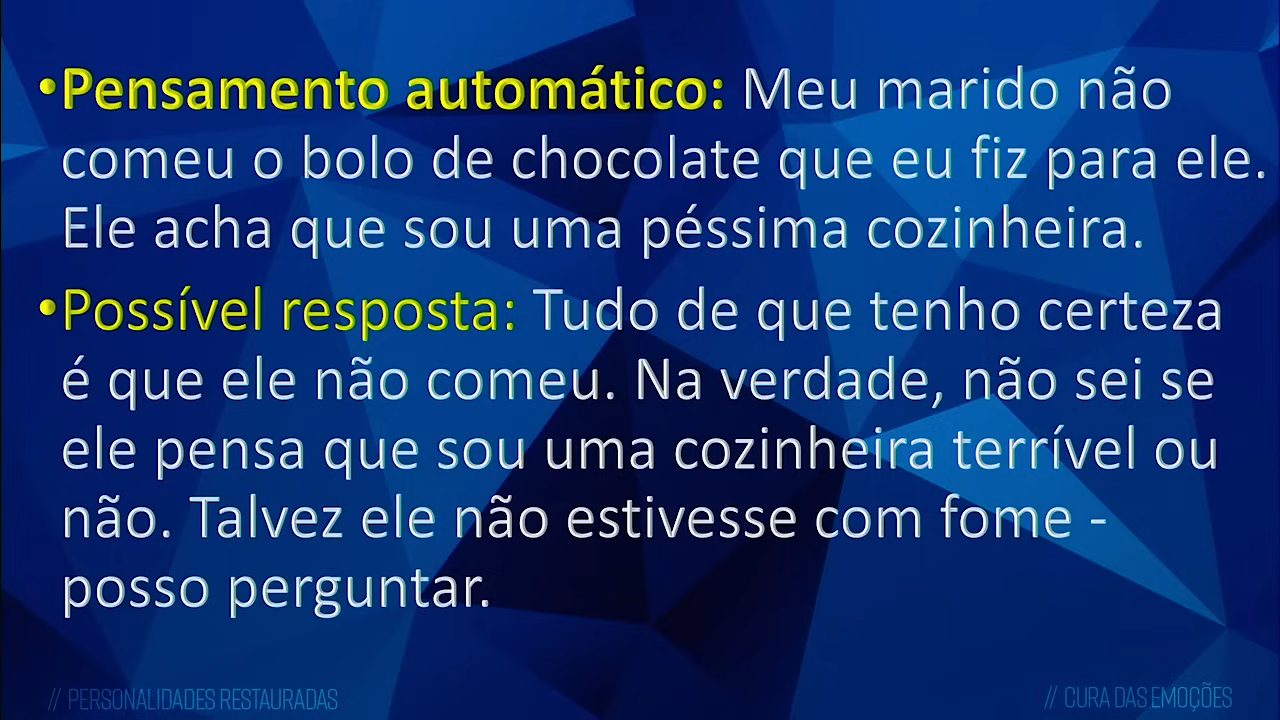 •Pensamento automático: Meu marido não
comeu o bolo de chocolate que eu fiz para ele.
Ele acha que sou uma péssima cozinheira.
•Possível resposta: Tudo de que tenho certeza
é que ele não comeu. Na verdade, não sei se
ele pensa que sou uma cozinheira terrível ou
não. Talvez ele não estivesse com fome -
posso perguntar.
// PERSONALIDADES RESTAURADAS
// CURA DAS EMOÇÕES